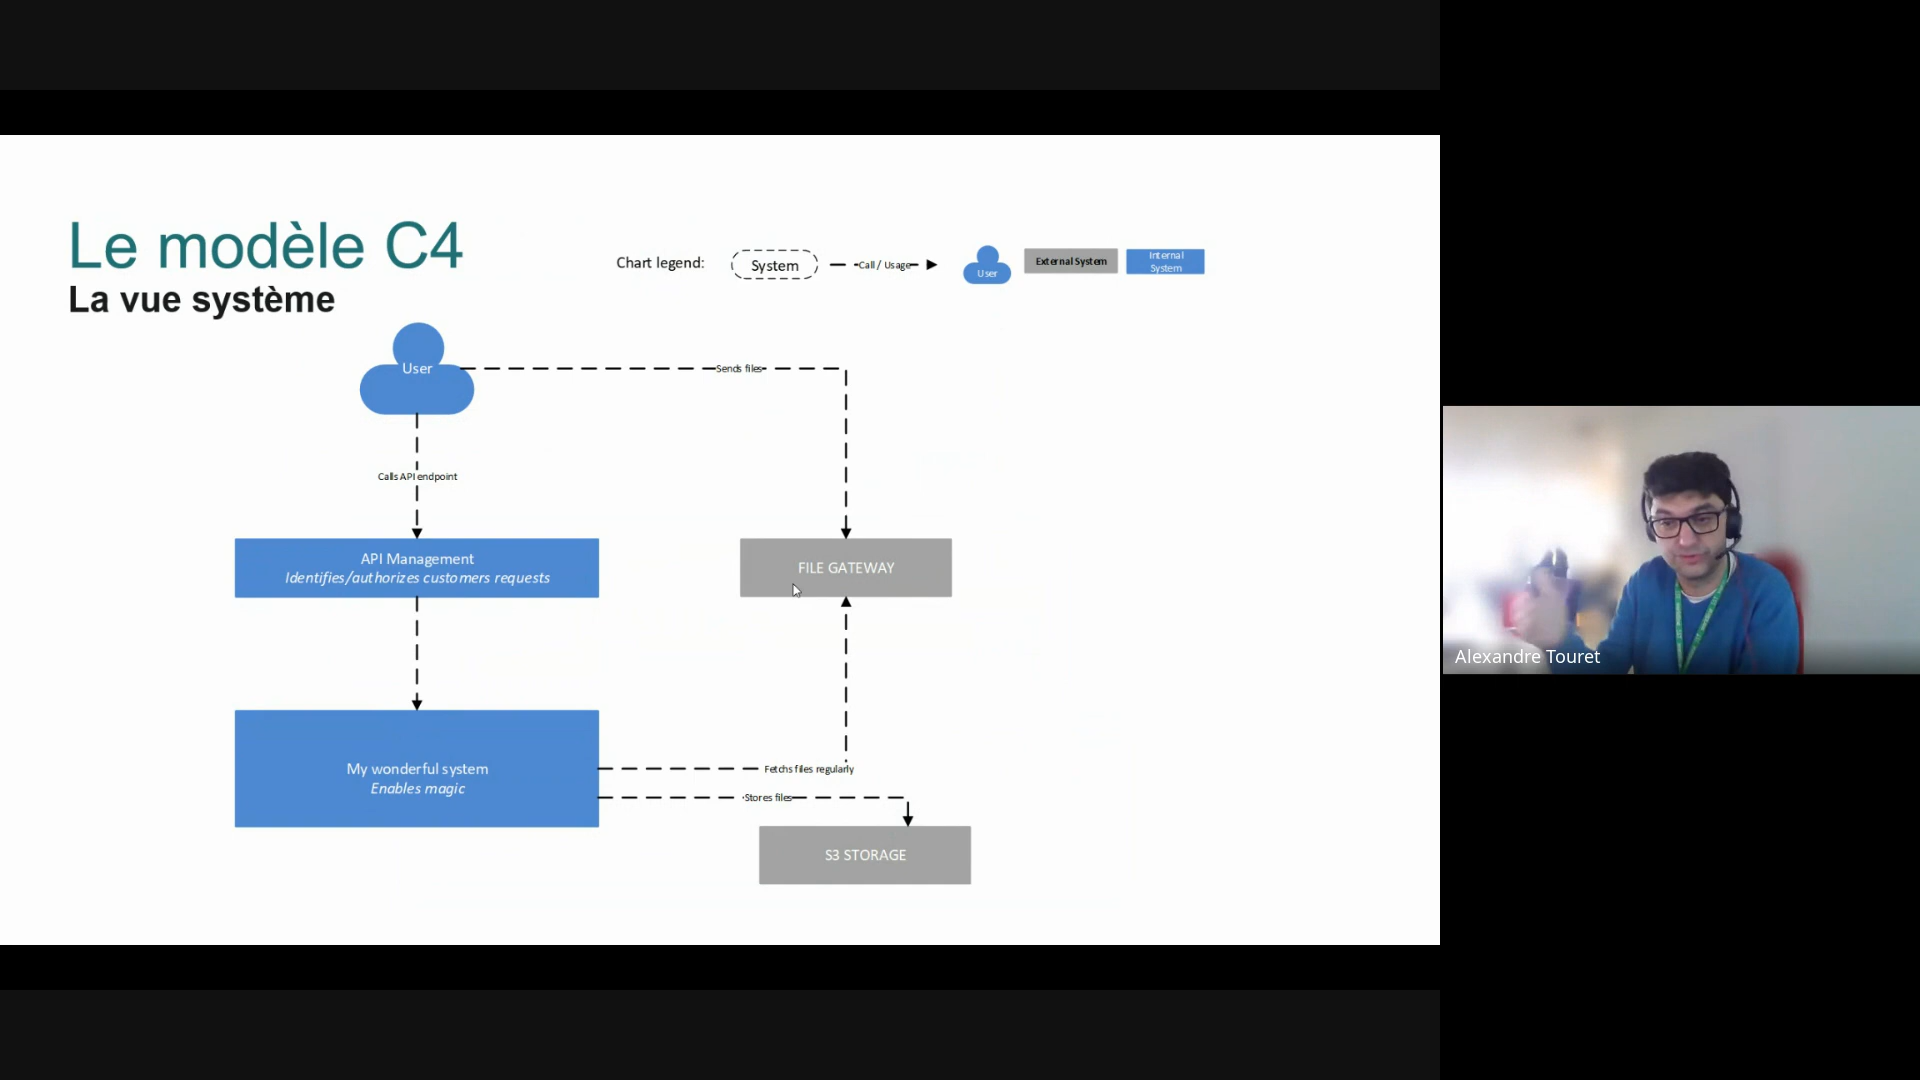 Le modèle C4
La vue système
Chart legend:
System
Call / Usage
User
External System
Internal
System
User
Sends files
Calls API endpoint
API Management
Identifies/authorizes customers requests
FILE GATEWAY
My wonderful system
Enables magic
Fetchs files regularly
Stores files
S3 STORAGE
Alexandre Touret